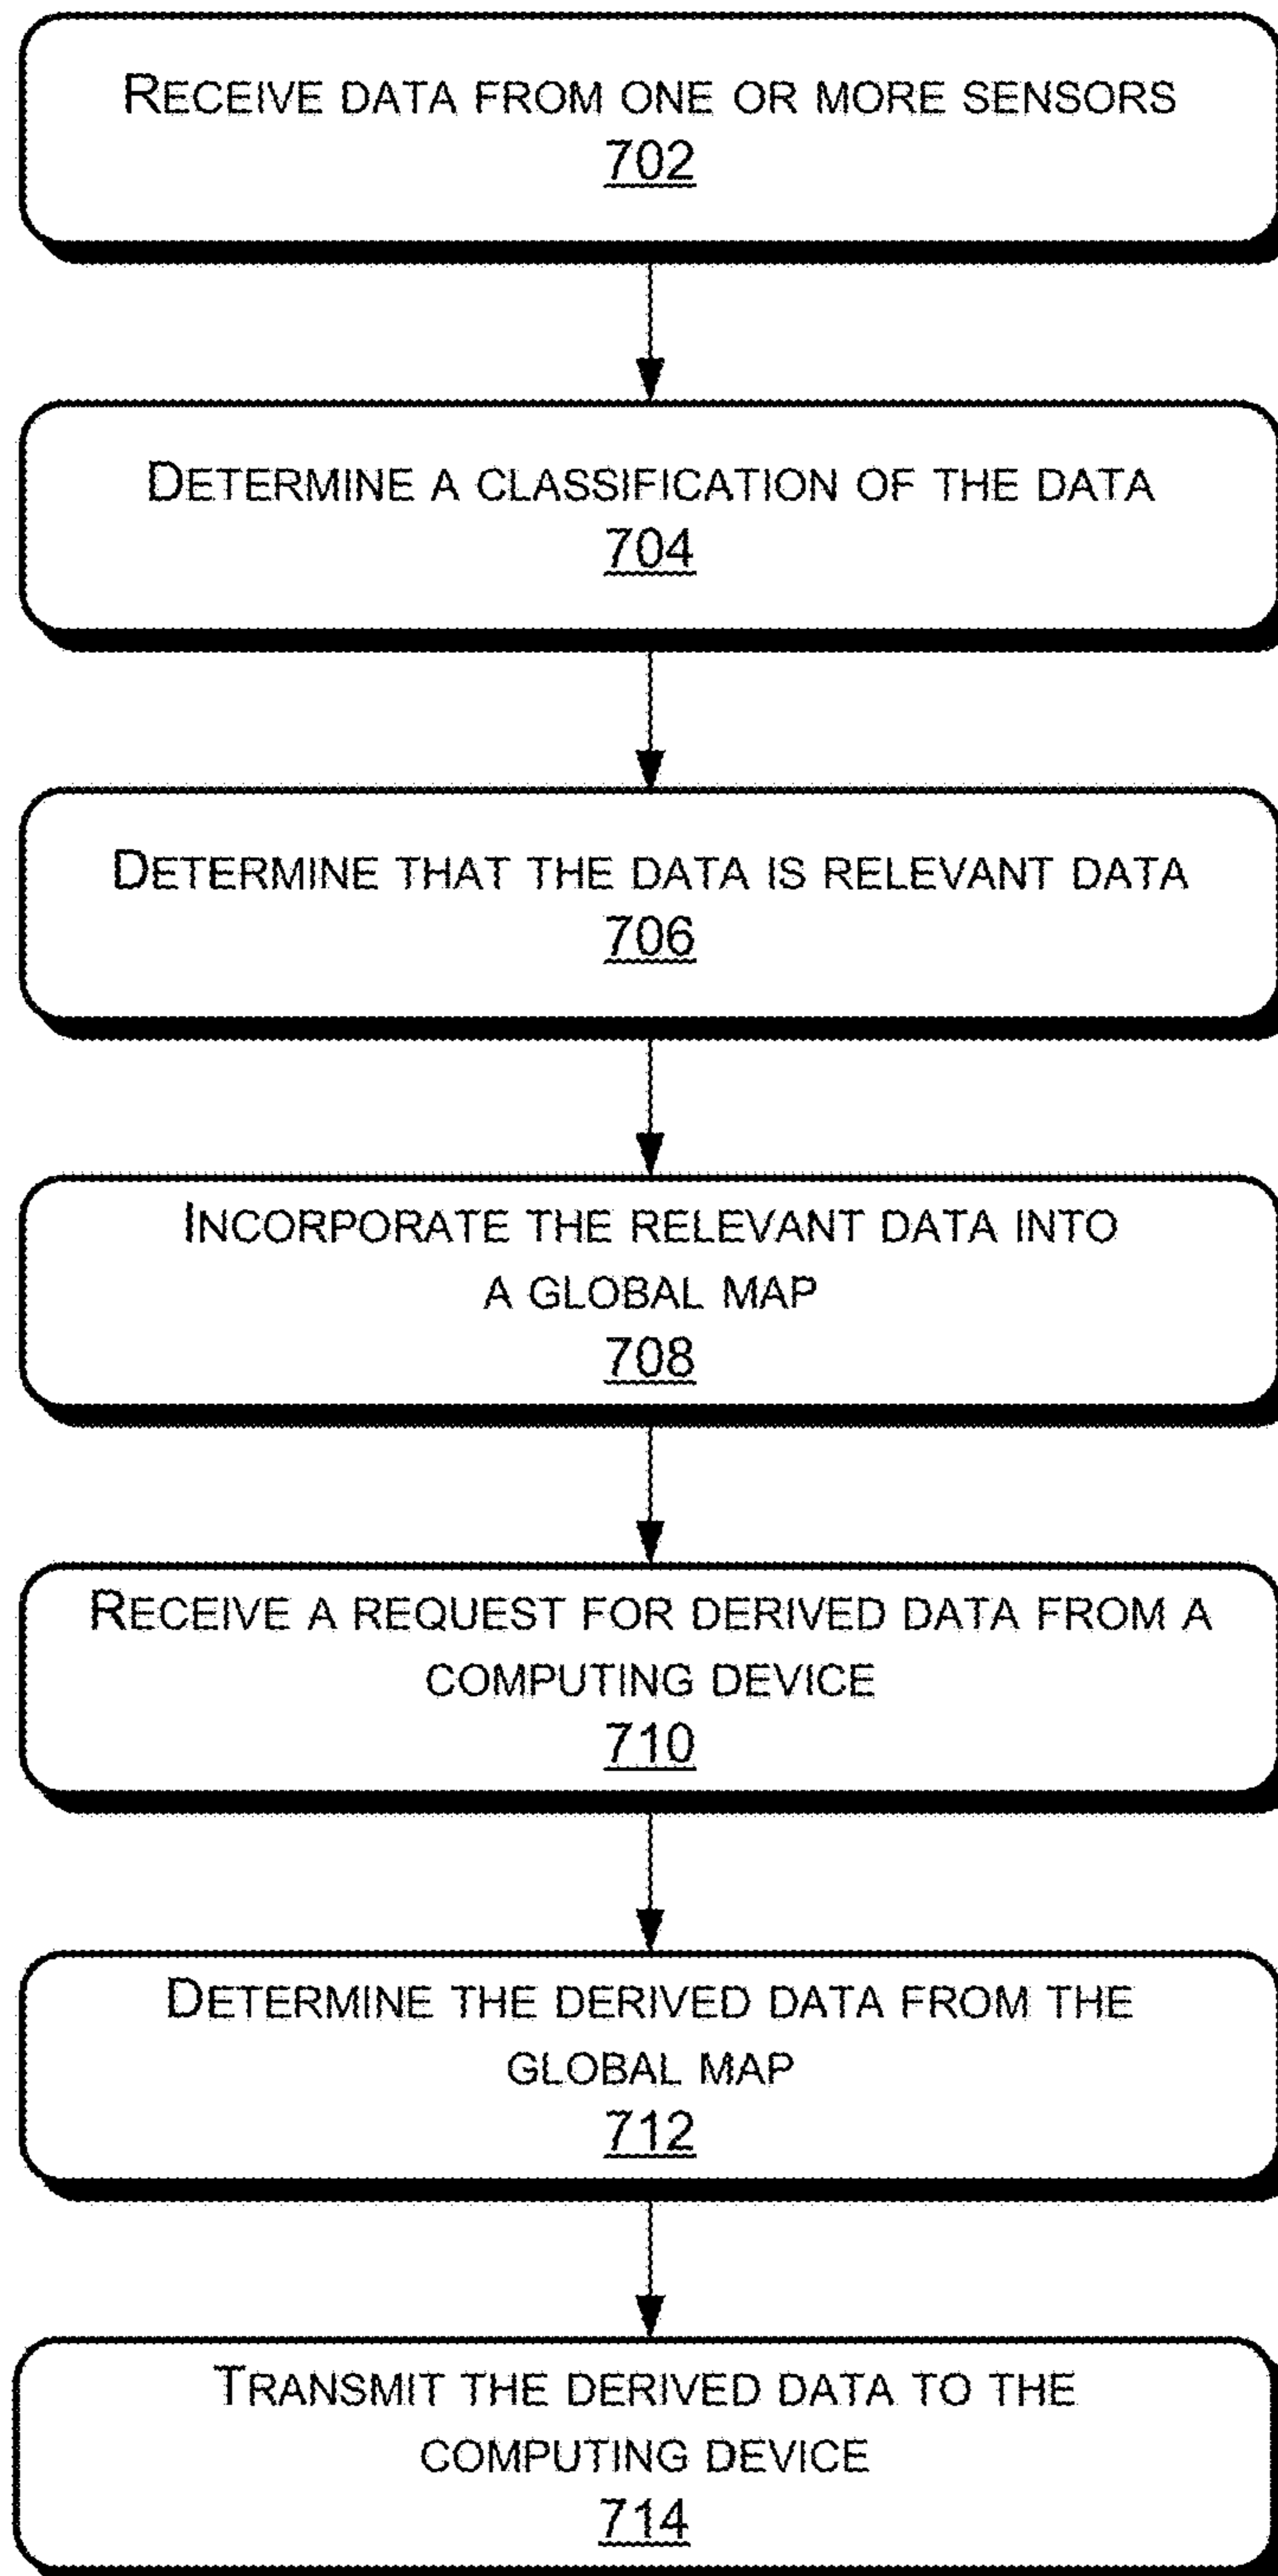 RECEIVE DATA FROM ONE OR MORE SENSORS
702
DETERMINE A CLASSIFICATION OF THE DATA
704
DETERMINE THAT THE DATA IS RELEVANT DATA
706
INCORPORATE THE RELEVANT DATA INTO
A GLOBAL MAP
708
RECEIVE A REQUEST FOR DERIVED DATA FROM A
COMPUTING DEVICE
710
DETERMINE THE DERIVED DATA FROM THE
GLOBAL MAP
712
TRANSMIT THE DERIVED DATA TO THE
COMPUTING DEVICE
714